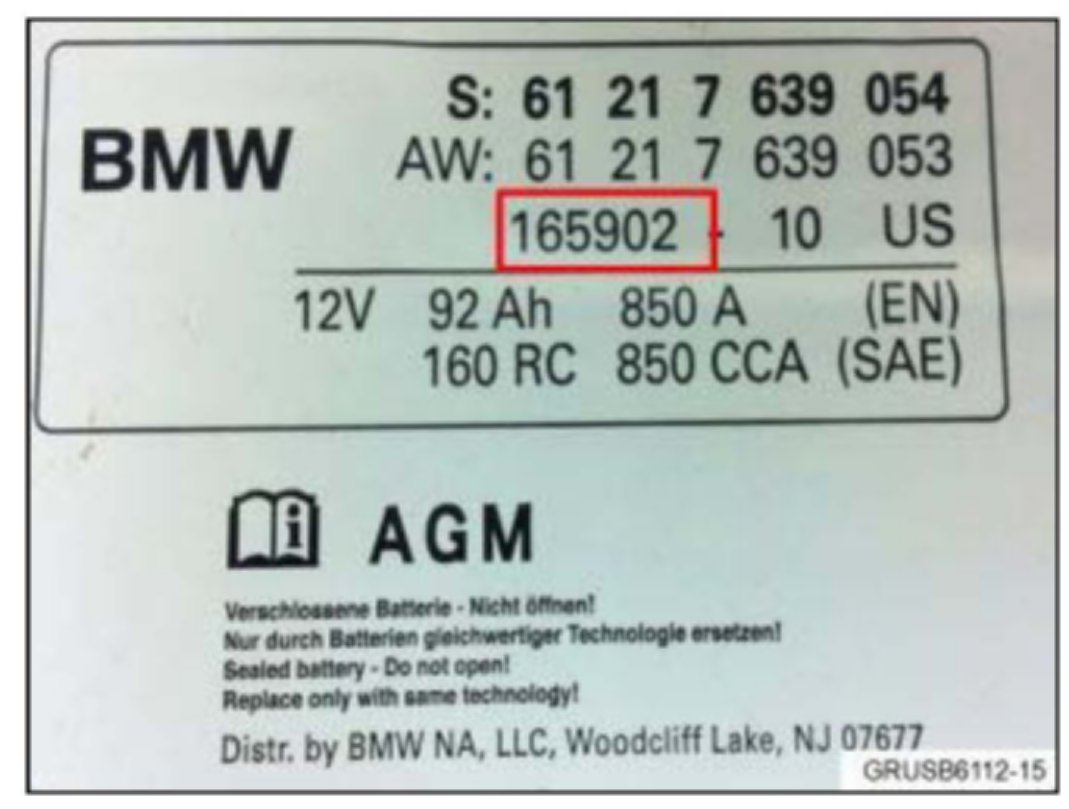 S: 61 21 7 639 054
BMW AW: 61 21 7 639 053
165902 - 10 US
12V 92 Ah 850 A (EN)
160 RC 850 CCA (SAE)
AGM
Verschlossene Batterie - Nicht öffnen!
Nur durch Batterien gleichwertiger Technologie ersetzen!
Sealed battery - Do not open!
Replace only with same technology!
Distr. by BMW NA, LLC, Woodcliff Lake, NJ 07677
GRUSB6112-15